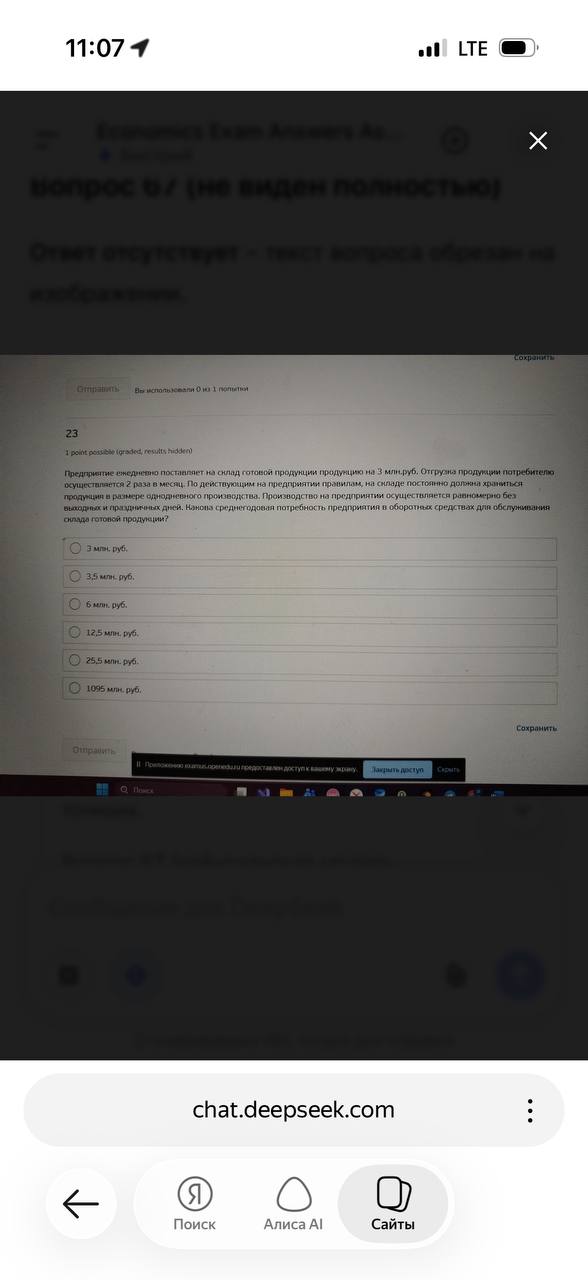 11:07
LTE
Economics Exam Answers As...
Вопрос 67 (не виден полностью)
Ответ отсутствует – текст вопроса обрезан на
изображении.
Сохранить
Отправить
Вы использовали 0 из 1 попытки
23
1 point possible (graded, results hidden)
Предприятие ежедневно поставляет на склад готовой продукции продукцию на 3 млн.руб. Отгрузка продукции потребителю
осуществляется 2 раза в месяц. По действующим на предприятии правилам, на складе постоянно должна храниться
продукция в размере однодневного производства. Производство на предприятии осуществляется равномерно без
выходных и праздничных дней. Какова среднегодовая потребность предприятия в оборотных средствах для обслуживания
склада готовой продукции?
3 млн. руб.
3,5 млн. руб.
6 млн. руб.
12,5 млн. руб.
25,5 млн. руб.
1095 млн. руб.
Сохранить
Отправить
Приложению examus.openedu.ru предоставлен доступ к вашему экрану.
Закрыть доступ
Скрыть
Поиск
chat.deepseek.com
Поиск
Алиса AI
Сайты